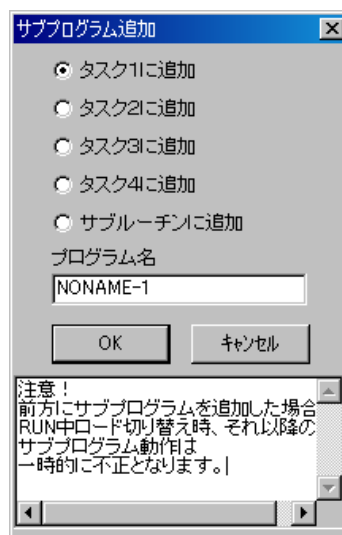 サブプログラム追加
タスク1に追加
タスク2に追加
タスク3に追加
タスク4に追加
サブルーチンに追加
プログラム名
NONAME-1
OK
キャンセル
注意！
前方にサブプログラムを追加した場合
RUN中ロード切り替え時、それ以降の
サブプログラム動作は
一時的に不正となります。